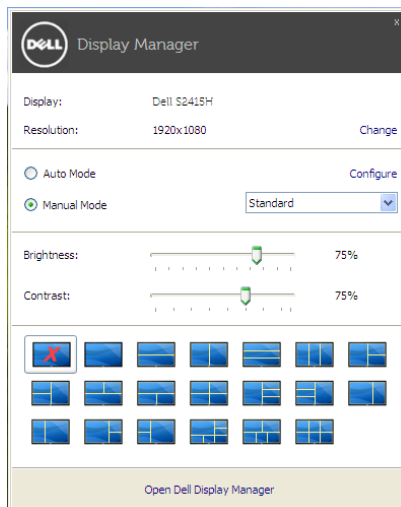 x
DELL Display Manager
Display: Dell S2415H
Resolution: 1920x1080 Change
Auto Mode Configure
Manual Mode Standard
Brightness: 75%
Contrast: 75%
Open Dell Display Manager